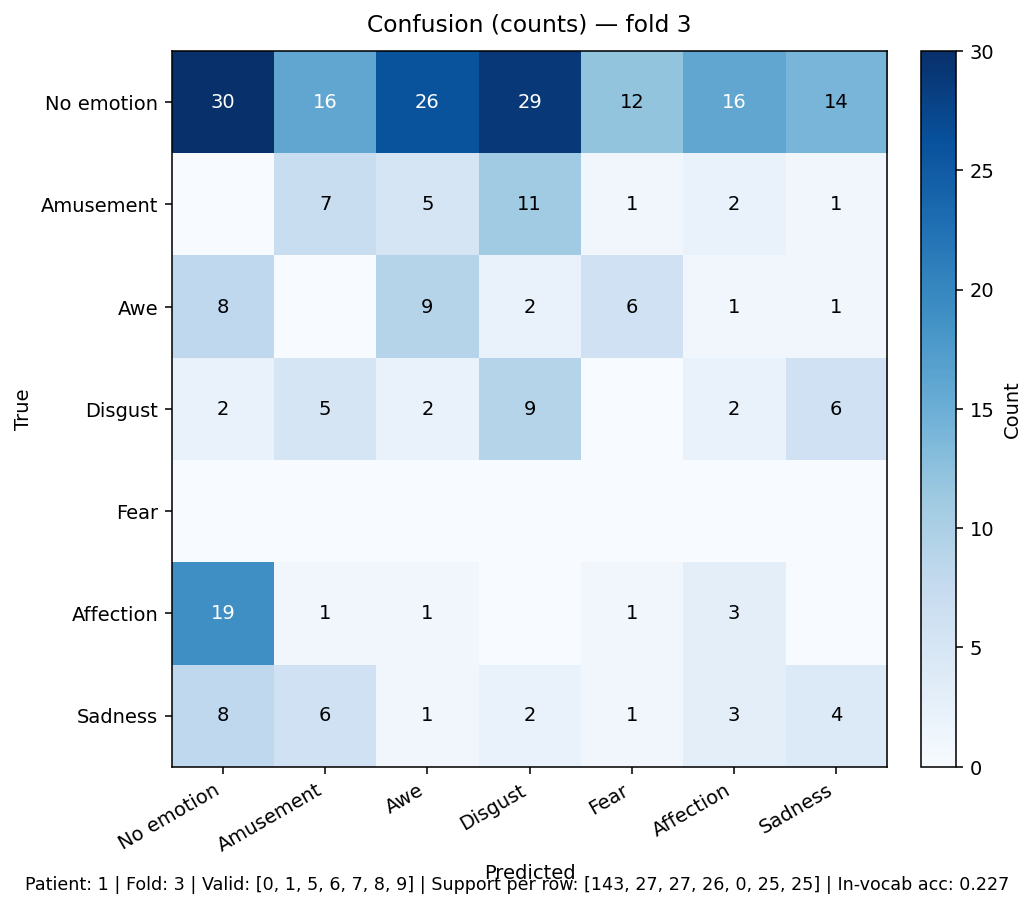 Confusion (counts) — fold 3
No emotion 30 16 26 29 12 16 14
Amusement 7 5 11 1 2 1
Awe 8 9 2 6 1 1
Disgust 2 5 2 9 2 6
Fear
Affection 19 1 1 1 3
Sadness 8 6 1 2 1 3 4
No emotion Amusement Awe Disgust Fear Affection Sadness
Predicted
True
30
25
20
15
10
5
0
Count
Patient: 1 | Fold: 3 | Valid: [0, 1, 5, 6, 7, 8, 9] | Support per row: [143, 27, 27, 26, 0, 25, 25] | In-vocab acc: 0.227